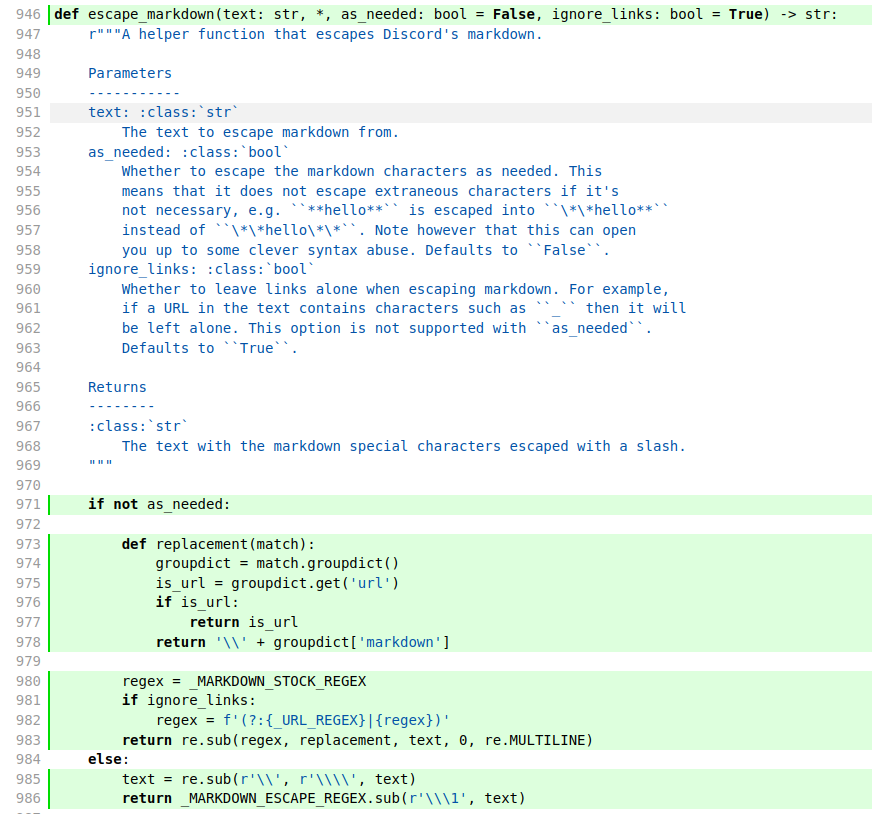 946 def escape_markdown(text: str, *, as_needed: bool = False, ignore_links: bool = True) -> str:
947     r"""A helper function that escapes Discord's markdown.
948
949     Parameters
950     -----------
951     text: :class:`str`
952         The text to escape markdown from.
953     as_needed: :class:`bool`
954         Whether to escape the markdown characters as needed. This
955         means that it does not escape extraneous characters if it's
956         not necessary, e.g. ``**hello**`` is escaped into ``\*\*hello**``
957         instead of ``\*\*hello\*\*``. Note however that this can open
958         you up to some clever syntax abuse. Defaults to ``False``.
959     ignore_links: :class:`bool`
960         Whether to leave links alone when escaping markdown. For example,
961         if a URL in the text contains characters such as ``_`` then it will
962         be left alone. This option is not supported with ``as_needed``.
963         Defaults to ``True``.
964
965     Returns
966     --------
967     :class:`str`
968         The text with the markdown special characters escaped with a slash.
969     """
970
971     if not as_needed:
972
973         def replacement(match):
974             groupdict = match.groupdict()
975             is_url = groupdict.get('url')
976             if is_url:
977                 return is_url
978             return '\\' + groupdict['markdown']
979
980         regex = _MARKDOWN_STOCK_REGEX
981         if ignore_links:
982             regex = f'(?:{_URL_REGEX}|{regex})'
983         return re.sub(regex, replacement, text, 0, re.MULTILINE)
984     else:
985         text = re.sub(r'\\', r'\\\\', text)
986         return _MARKDOWN_ESCAPE_REGEX.sub(r'\\\1', text)